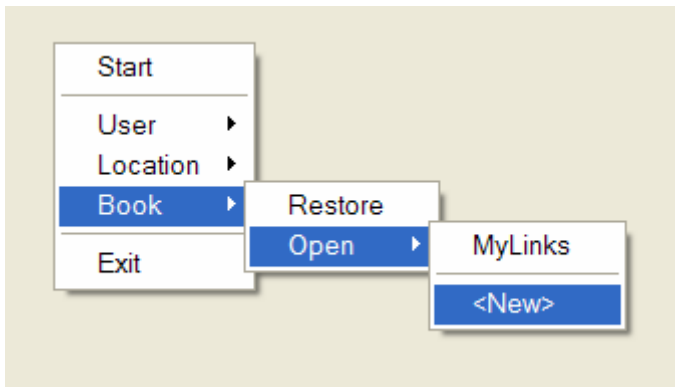 Start
User
Location
Book
Exit
Restore
Open
MyLinks
<New>